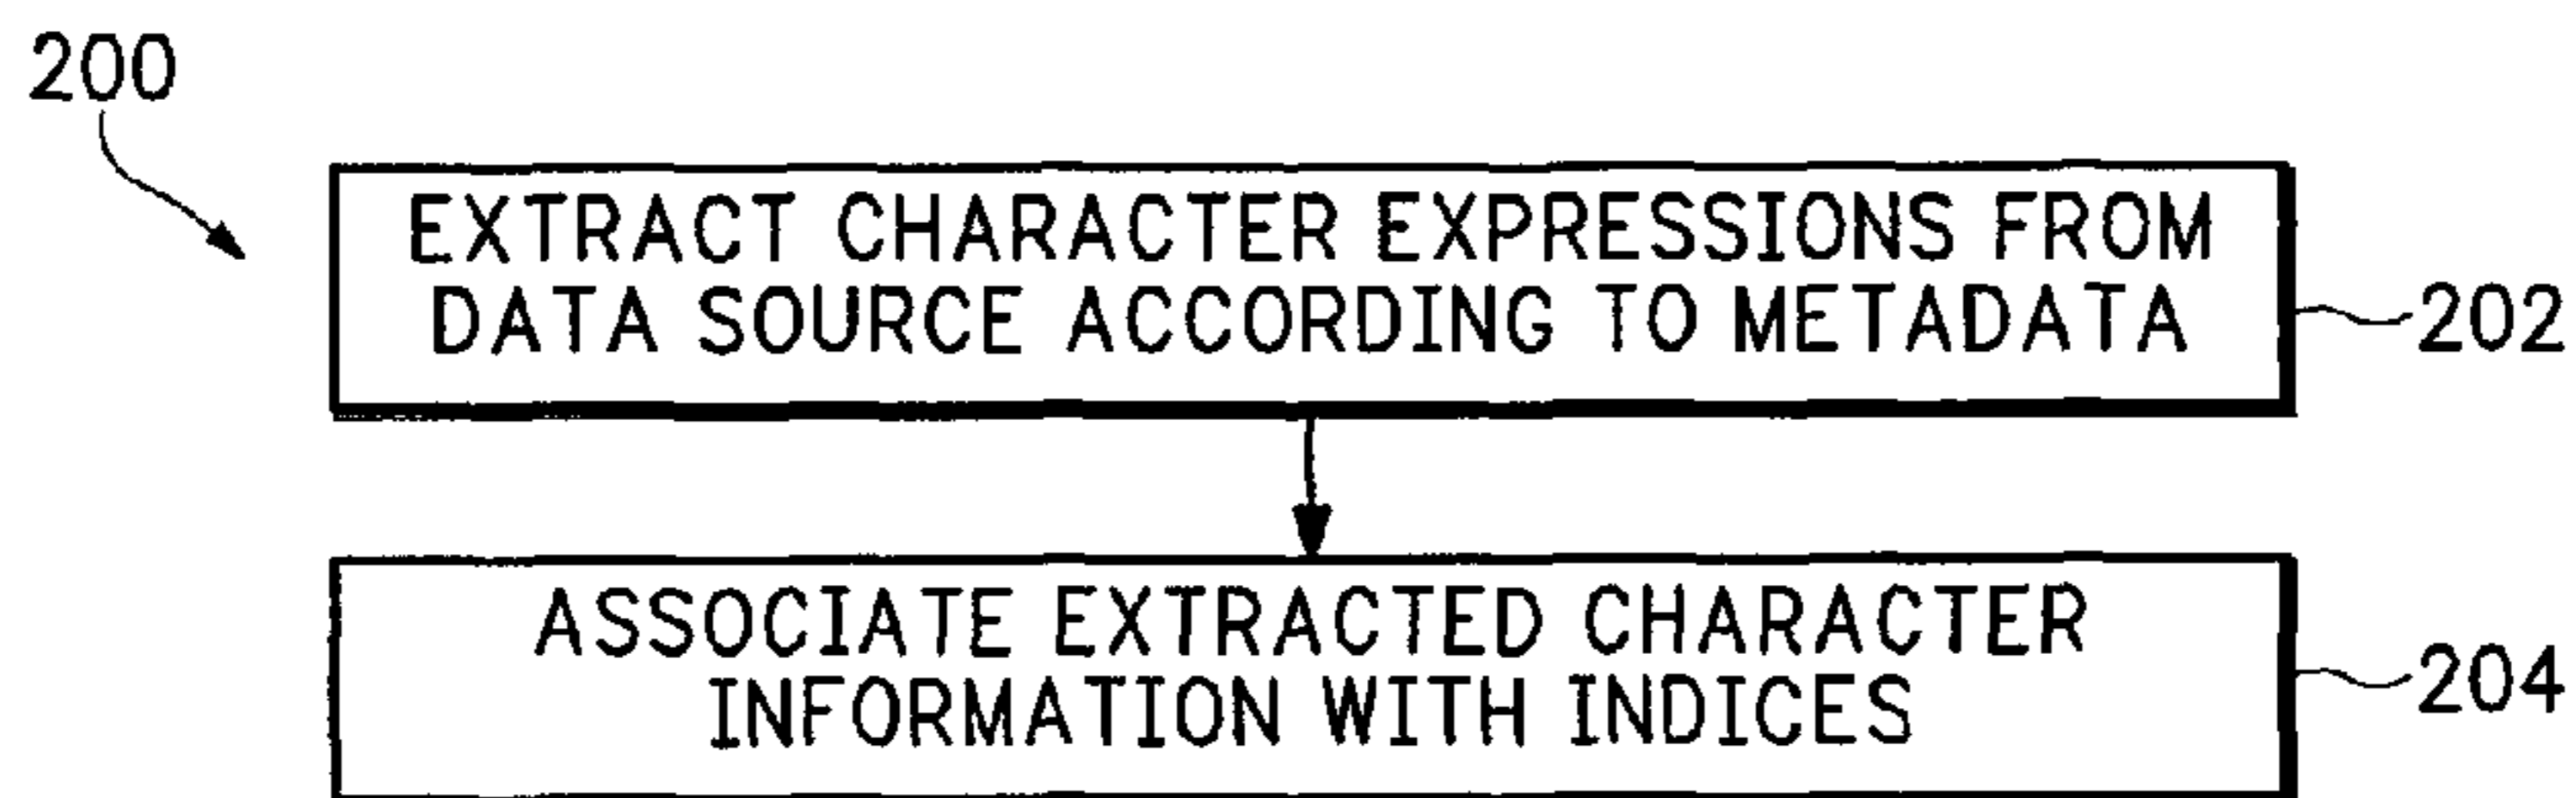 200
EXTRACT CHARACTER EXPRESSIONS FROM
DATA SOURCE ACCORDING TO METADATA
202
ASSOCIATE EXTRACTED CHARACTER
INFORMATION WITH INDICES
204